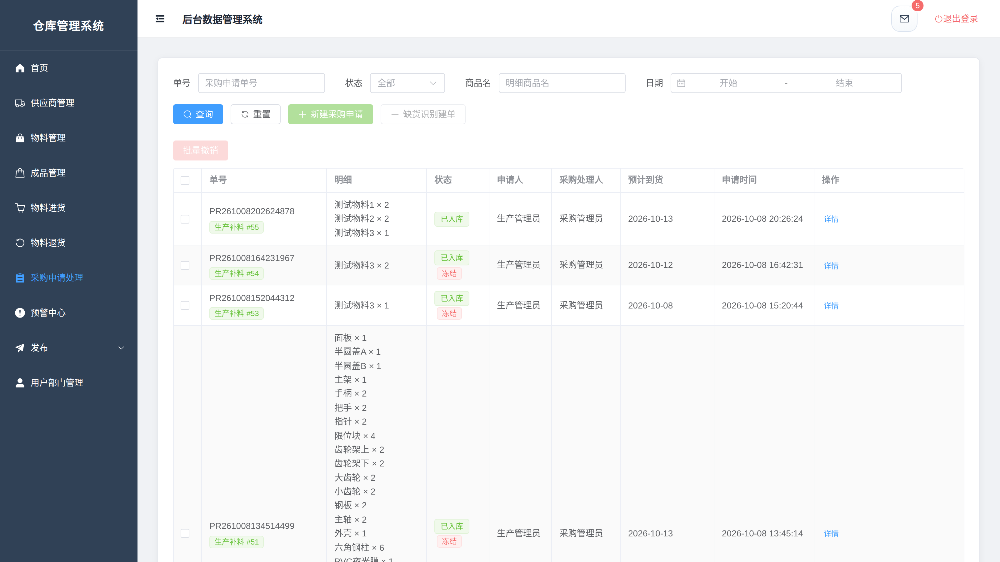 仓库管理系统
首页
供应商管理
物料管理
成品管理
物料进货
物料退货
采购申请处理
预警中心
发布
用户部门管理
后台数据管理系统
5
退出登录
单号 采购申请单号 状态 全部 商品名 明细商品名 日期 开始 - 结束
查询 重置 新建采购申请 缺货识别建单
批量撤销
单号 明细 状态 申请人 采购处理人 预计到货 申请时间 操作
PR261008202624878
生产补料 #55
测试物料1 × 2
测试物料2 × 2
测试物料3 × 1
已入库
生产管理员 采购管理员 2026-10-13 2026-10-08 20:26:24 详情
PR261008164231967
生产补料 #54
测试物料3 × 2
已入库
冻结
生产管理员 采购管理员 2026-10-12 2026-10-08 16:42:31 详情
PR261008152044312
生产补料 #53
测试物料3 × 1
已入库
冻结
生产管理员 采购管理员 2026-10-08 2026-10-08 15:20:44 详情
PR261008134514499
生产补料 #51
面板 × 1
半圆盖A × 1
半圆盖B × 1
主架 × 1
手柄 × 2
把手 × 2
指针 × 2
限位块 × 4
齿轮架上 × 2
齿轮架下 × 2
大齿轮 × 2
小齿轮 × 2
钢板 × 2
主轴 × 2
外壳 × 1
六角钢柱 × 6
PVC夜光膜 × 1
已入库
冻结
生产管理员 采购管理员 2026-10-13 2026-10-08 13:45:14 详情